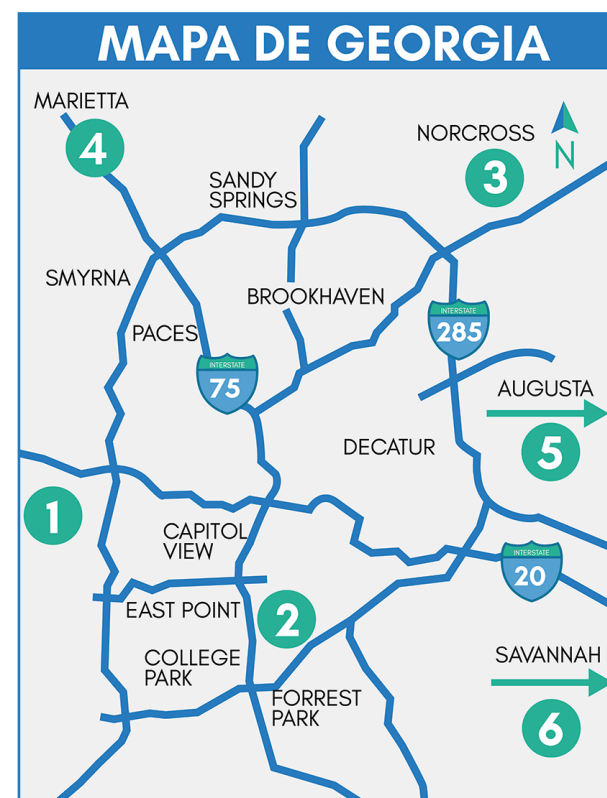 MAPA DE GEORGIA
MARIETTA
4
NORCROSS
N
3
SANDY
SPRINGS
SMYRNA
BROOKHAVEN
INTERSTATE
285
PACES
INTERSTATE
75
AUGUSTA
5
DECATUR
1
CAPITOL
VIEW
INTERSTATE
20
EAST POINT
2
COLLEGE
PARK
SAVANNAH
FORREST
PARK
6